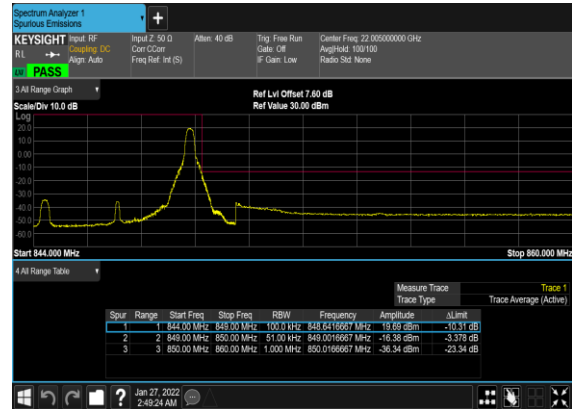 Spectrum Analyzer 1
Spurious Emissions
+
KEYSIGHT Input: RF Input Z: 50 Ω Atten: 40 dB Trig: Free Run Center Freq: 22.005000000 GHz
RL Coupling: DC Corr CCorr Gate: Off Avg|Hold: 100/100
Align: Auto Freq Ref: Int (S) IF Gain: Low Radio Std: None
PASS
3 All Range Graph
Ref Lvl Offset 7.60 dB
Scale/Div 10.0 dB Ref Value 30.00 dBm
Log
20.0
10.0
0.00
-10.0
-20.0
-30.0
-40.0
-50.0
-60.0
Start 844.000 MHz Stop 860.000 MHz
4 All Range Table
Measure Trace Trace 1
Trace Type Trace Average (Active)
Spur Range Start Freq Stop Freq RBW Frequency Amplitude ΔLimit
1 1 844.00 MHz 849.00 MHz 100.0 kHz 848.6416667 MHz 19.69 dBm -10.31 dB
2 2 849.00 MHz 850.00 MHz 51.00 kHz 849.0016667 MHz -16.38 dBm -3.378 dB
3 3 850.00 MHz 860.00 MHz 1.000 MHz 850.0166667 MHz -36.34 dBm -23.34 dB
? Jan 27, 2022
2:49:24 AM